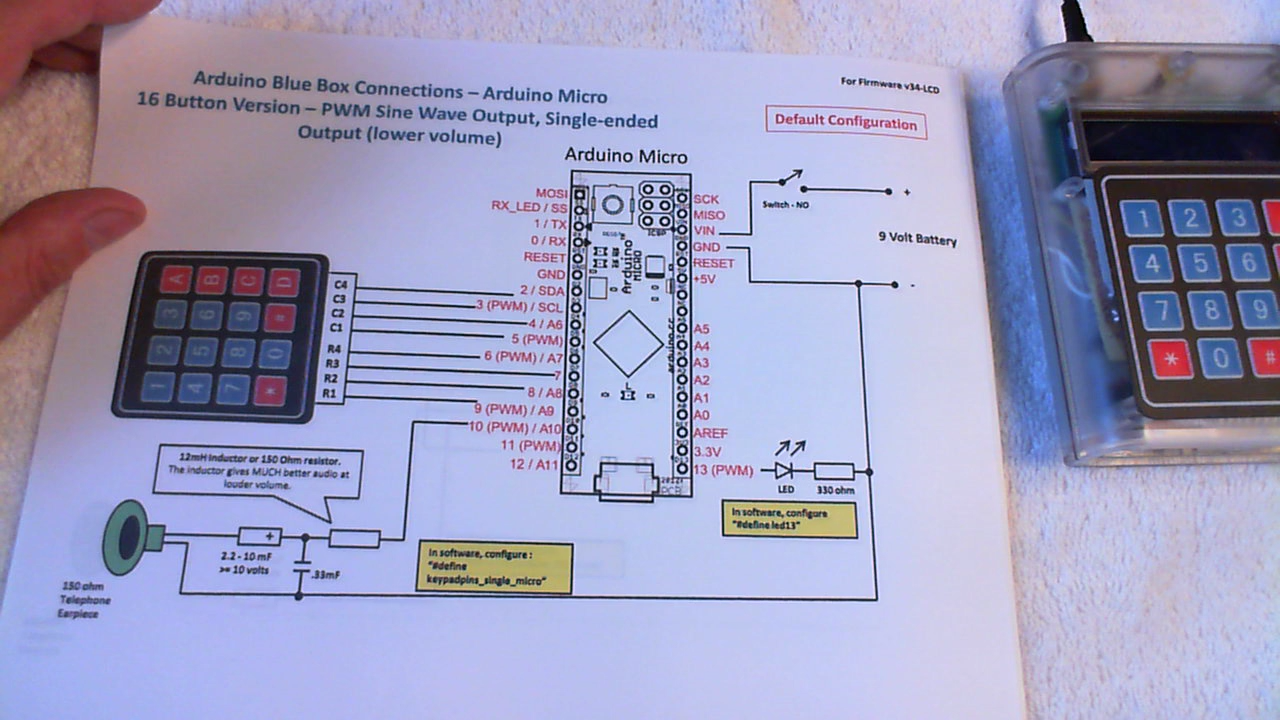 Arduino Blue Box Connections – Arduino Micro
16 Button Version – PWM Sine Wave Output, Single-ended
Output (lower volume)
For Firmware v34-LCD
Default Configuration
Arduino Micro
MOSI
RX_LED / SS
1 / TX
0 / RX
RESET
GND
2 / SDA
3 (PWM) / SCL
4 / A6
5 (PWM)
6 (PWM) / A7
7
8 / A8
9 (PWM) / A9
10 (PWM) / A10
11 (PWM)
12 / A11
ICSP
Arduino
MICRO
SCK
MISO
VIN
GND
RESET
+5V
A5
A4
A3
A2
A1
A0
AREF
3.3V
13 (PWM)
Switch - NO
+
9 Volt Battery
-
C4
C3
C2
C1
R4
R3
R2
R1
A B C D
3 6 9 #
2 5 8 0
1 4 7 *
12mH Inductor or 150 Ohm resistor.
The inductor gives MUCH better audio at
louder volume.
+
2.2 - 10 mF
>= 10 volts
.33mF
150 ohm
Telephone
Earpiece
In software, configure :
"#define
keypadpins_single_micro"
LED
330 ohm
In software, configure
"#define led13"
1 2 3
4 5 6
7 8 9
* 0 #